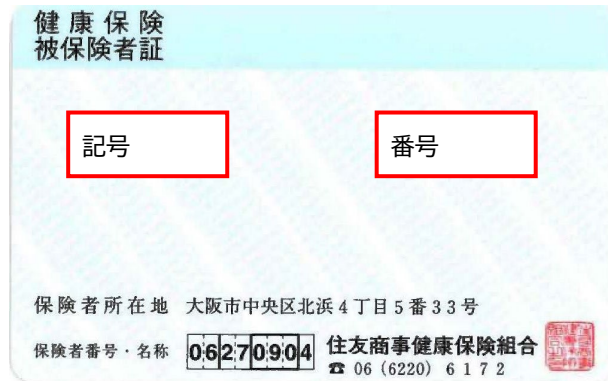 健康保険
被保険者証
記号
番号
保険者所在地 大阪市中央区北浜4丁目5番33号
保険者番号・名称 06270904 住友商事健康保険組合
☎ 06 (6220) 6172